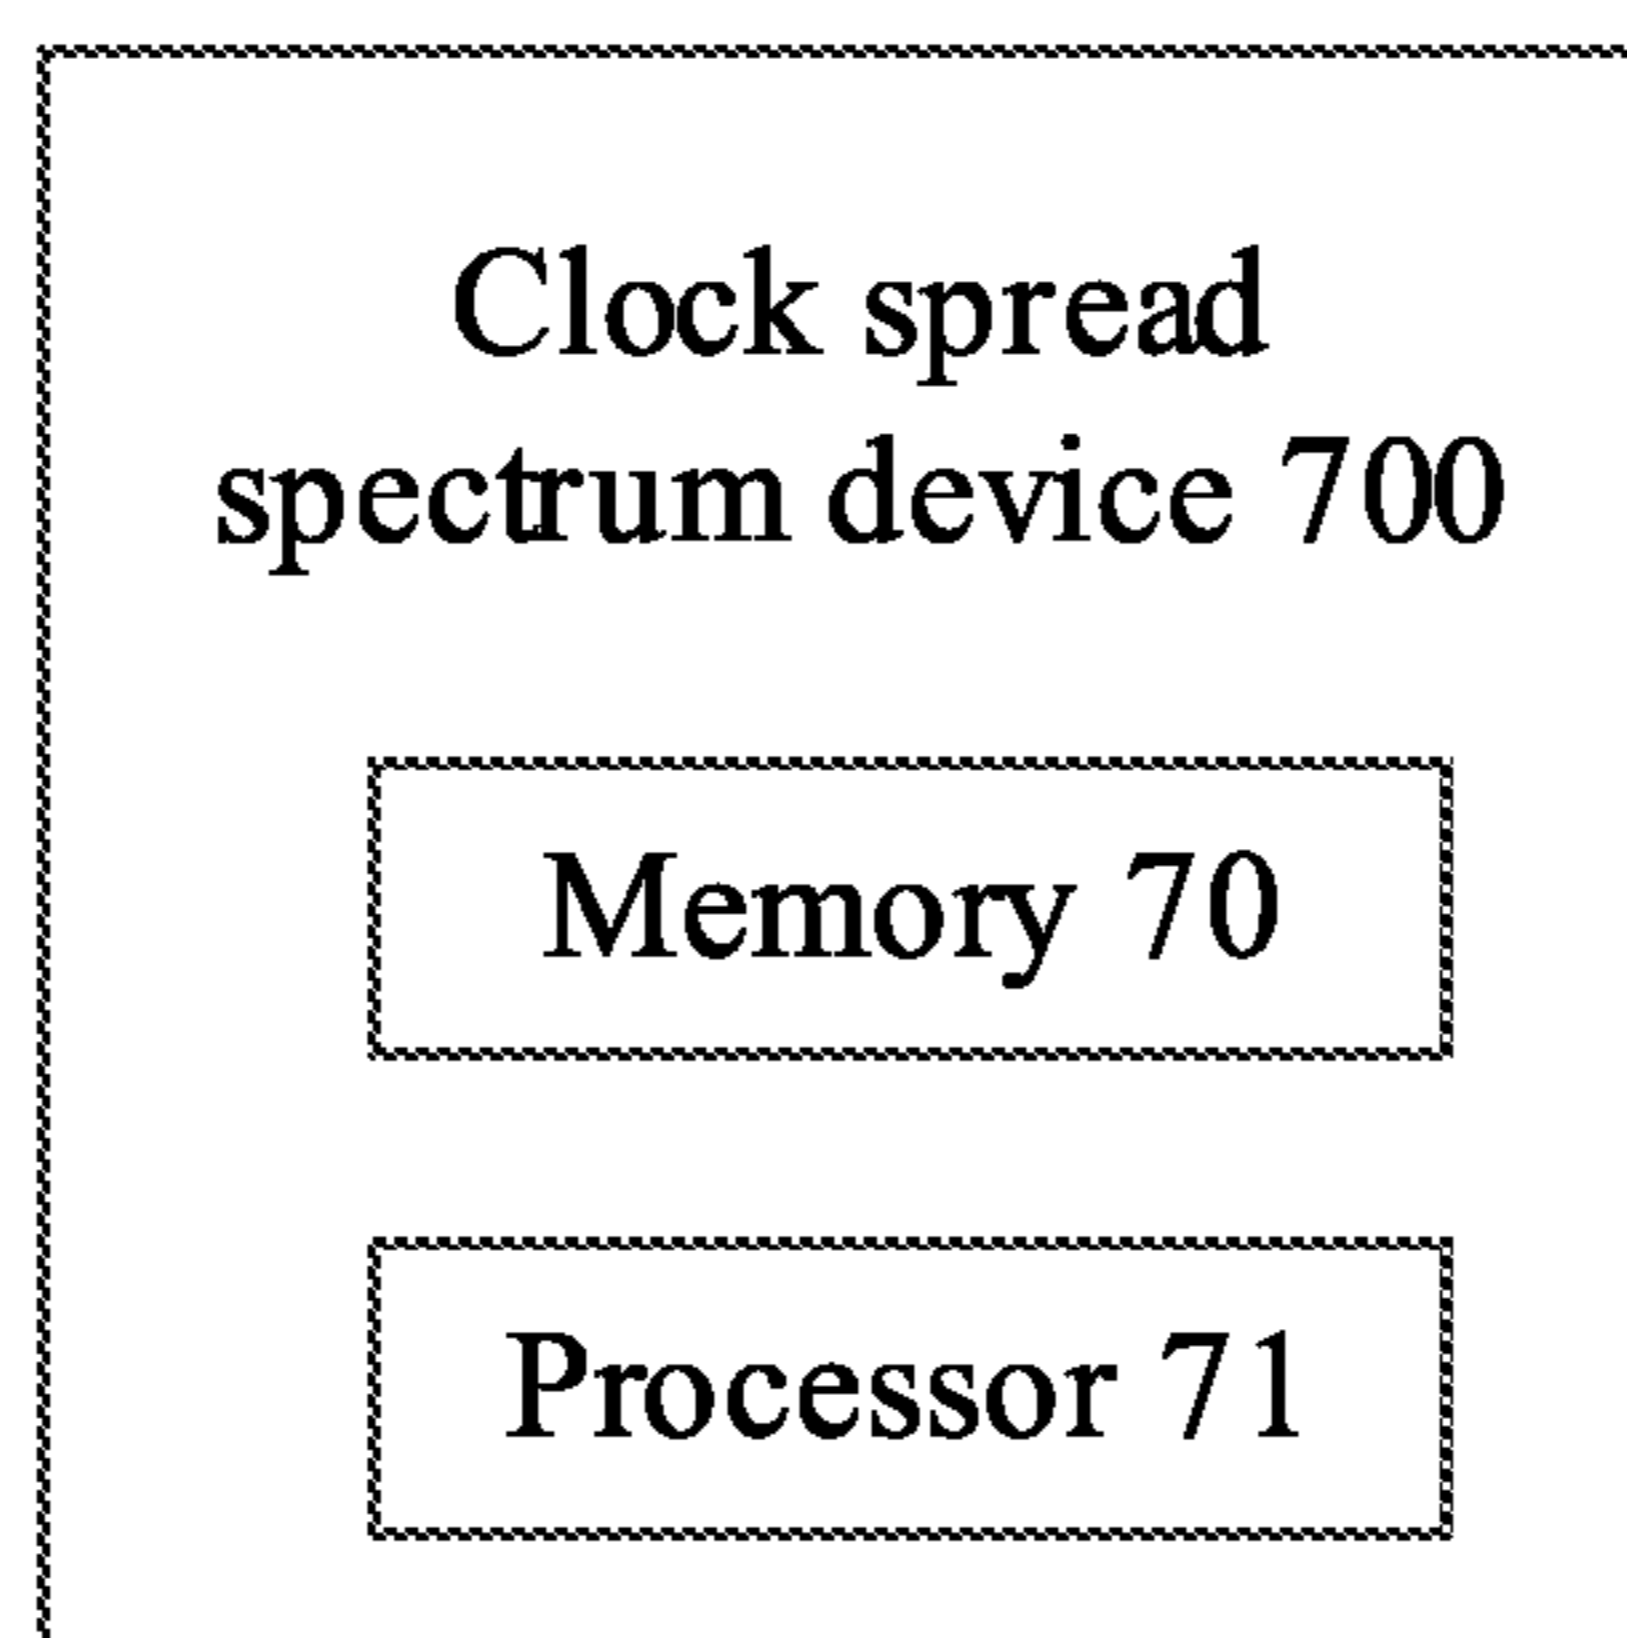 Clock spread
spectrum device 700
Memory 70
Processor 71